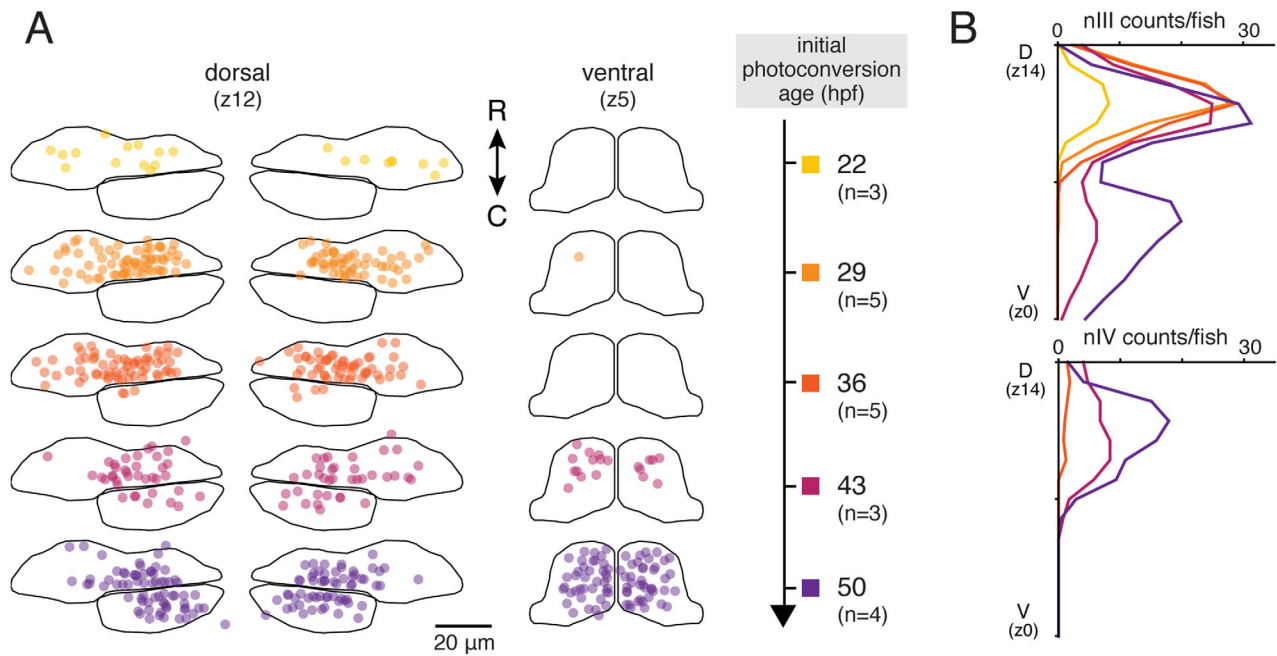 A
dorsal
(z12)
ventral
(z5)
R
C
20 µm
initial
photoconversion
age (hpf)
22
(n=3)
29
(n=5)
36
(n=5)
43
(n=3)
50
(n=4)
B
nIII counts/fish
0 30
D
(z14)
V
(z0)
nIV counts/fish
0 30
D
(z14)
V
(z0)